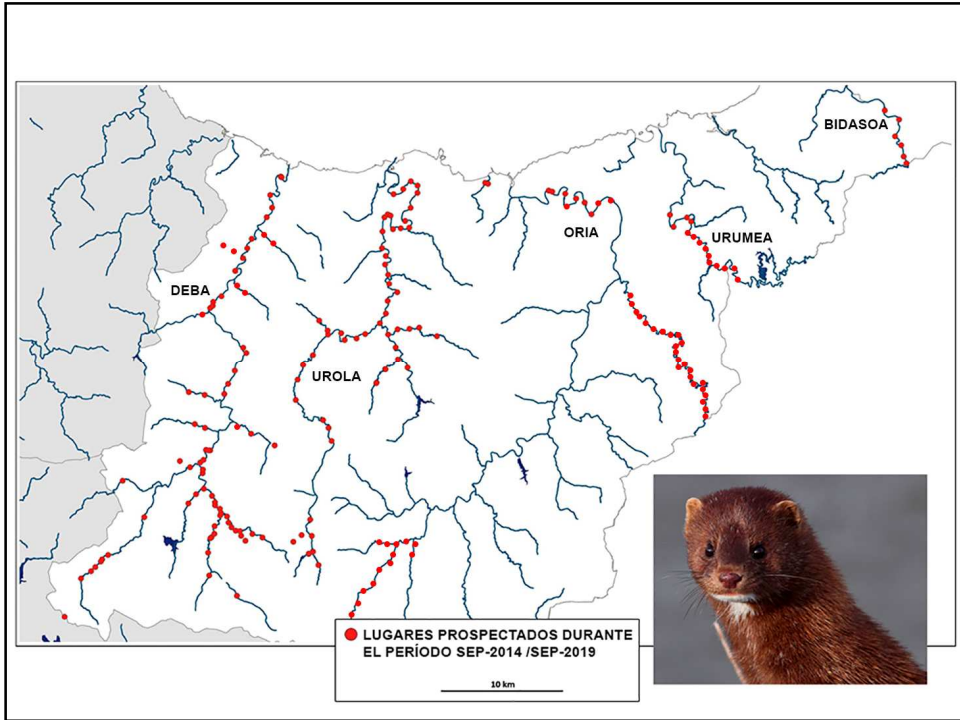 BIDASOA
ORIA
URUMEA
DEBA
UROLA
LUGARES PROSPECTADOS DURANTE
EL PERÍODO SEP-2014 /SEP-2019
10 km